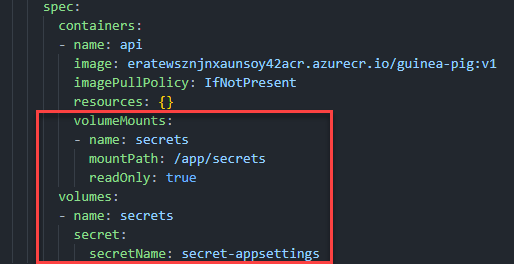 spec:
containers:
- name: api
image: eratewsznjnxaunsoy42acr.azurecr.io/guinea-pig:v1
imagePullPolicy: IfNotPresent
resources: {}
volumeMounts:
- name: secrets
mountPath: /app/secrets
readOnly: true
volumes:
- name: secrets
secret:
secretName: secret-appsettings